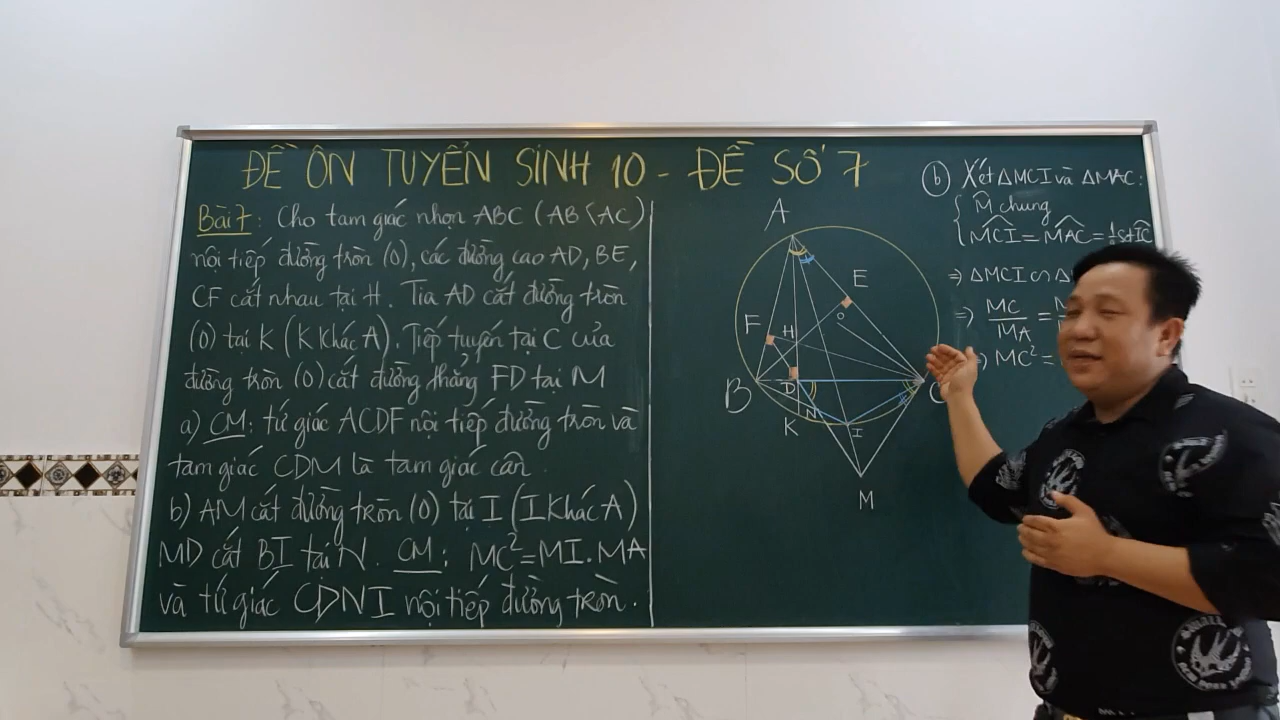 ĐỀ ÔN TUYỂN SINH 10 - ĐỀ SỐ 7
Bài 7: Cho tam giác nhọn ABC (AB<AC)
nội tiếp đường tròn (O), các đường cao AD, BE,
CF cắt nhau tại H. Tia AD cắt đường tròn
(O) tại K (K Khác A). Tiếp tuyến tại C của
đường tròn (O) cắt đường thẳng FD tại M
a) CM: tứ giác ACDF nội tiếp đường tròn và
tam giác CDM là tam giác cân.
b) AM cắt đường tròn (O) tại I (I Khác A)
MD cắt BI tại N. CM: MC²=MI.MA
và tứ giác CDNI nội tiếp đường tròn.
A
E
O
F
H
B
D
C
N
K
I
M
b) Xét ΔMCI và ΔMAC:
M̂ chung
MCI = MAC = 1/2 sđ IC
⇒ ΔMCI ∽ Δ
⇒ MC/MA =
⇒ MC² =